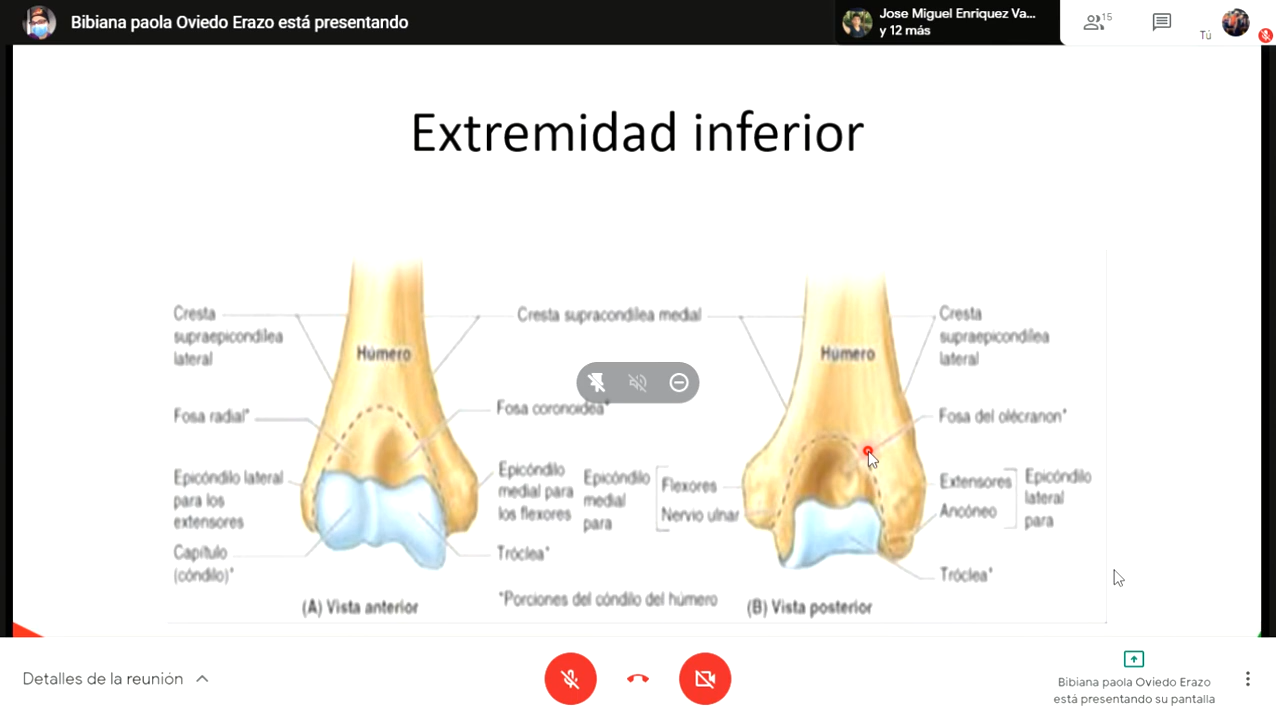 Bibiana paola Oviedo Erazo está presentando
Jose Miguel Enriquez Va...
y 12 más
15
Tú
Extremidad inferior
Cresta
supraepicondílea
lateral
Húmero
Cresta supracondílea medial
Húmero
Cresta
supraepicondílea
lateral
Fosa radial*
Fosa coronoidea*
Fosa del olécranon*
Epicóndilo lateral
para los
extensores
Epicóndilo
medial para
los flexores
Epicóndilo
medial
para
Flexores
Nervio ulnar
Extensores
Ancóneo
Epicóndilo
lateral
para
Capítulo
(cóndilo)*
Tróclea*
Tróclea*
(A) Vista anterior
*Porciones del cóndilo del húmero
(B) Vista posterior
Detalles de la reunión
Bibiana paola Oviedo Erazo
está presentando su pantalla